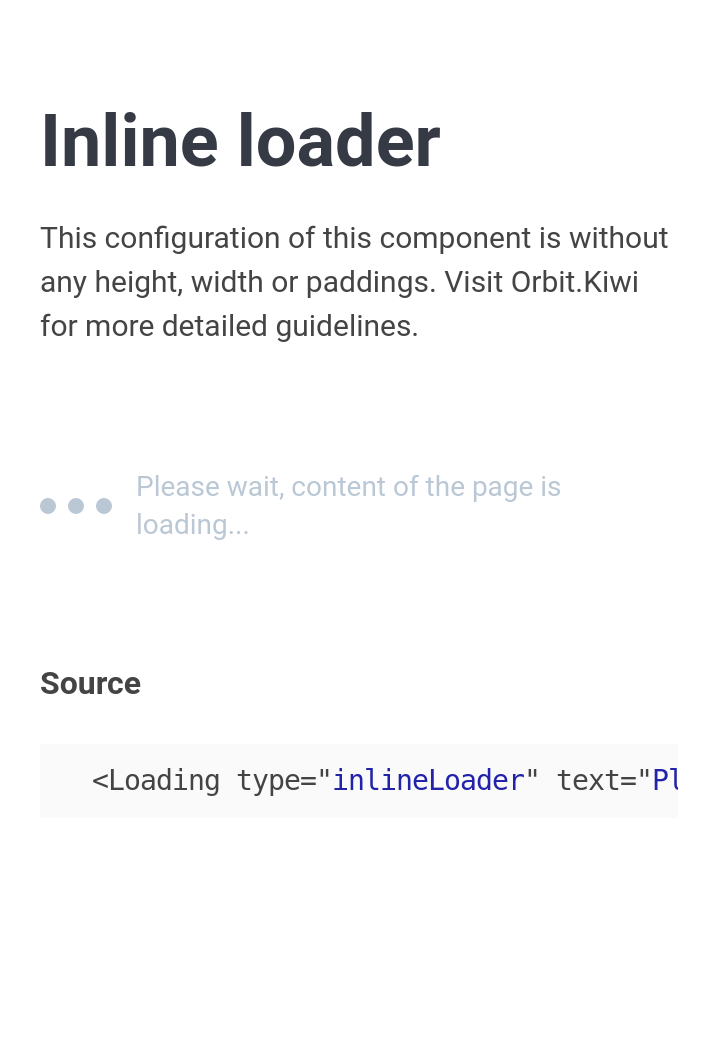 Inline loader
This configuration of this component is without
any height, width or paddings. Visit Orbit.Kiwi
for more detailed guidelines.
Please wait, content of the page is
loading...
Source
<Loading type="inlineLoader" text="Pl